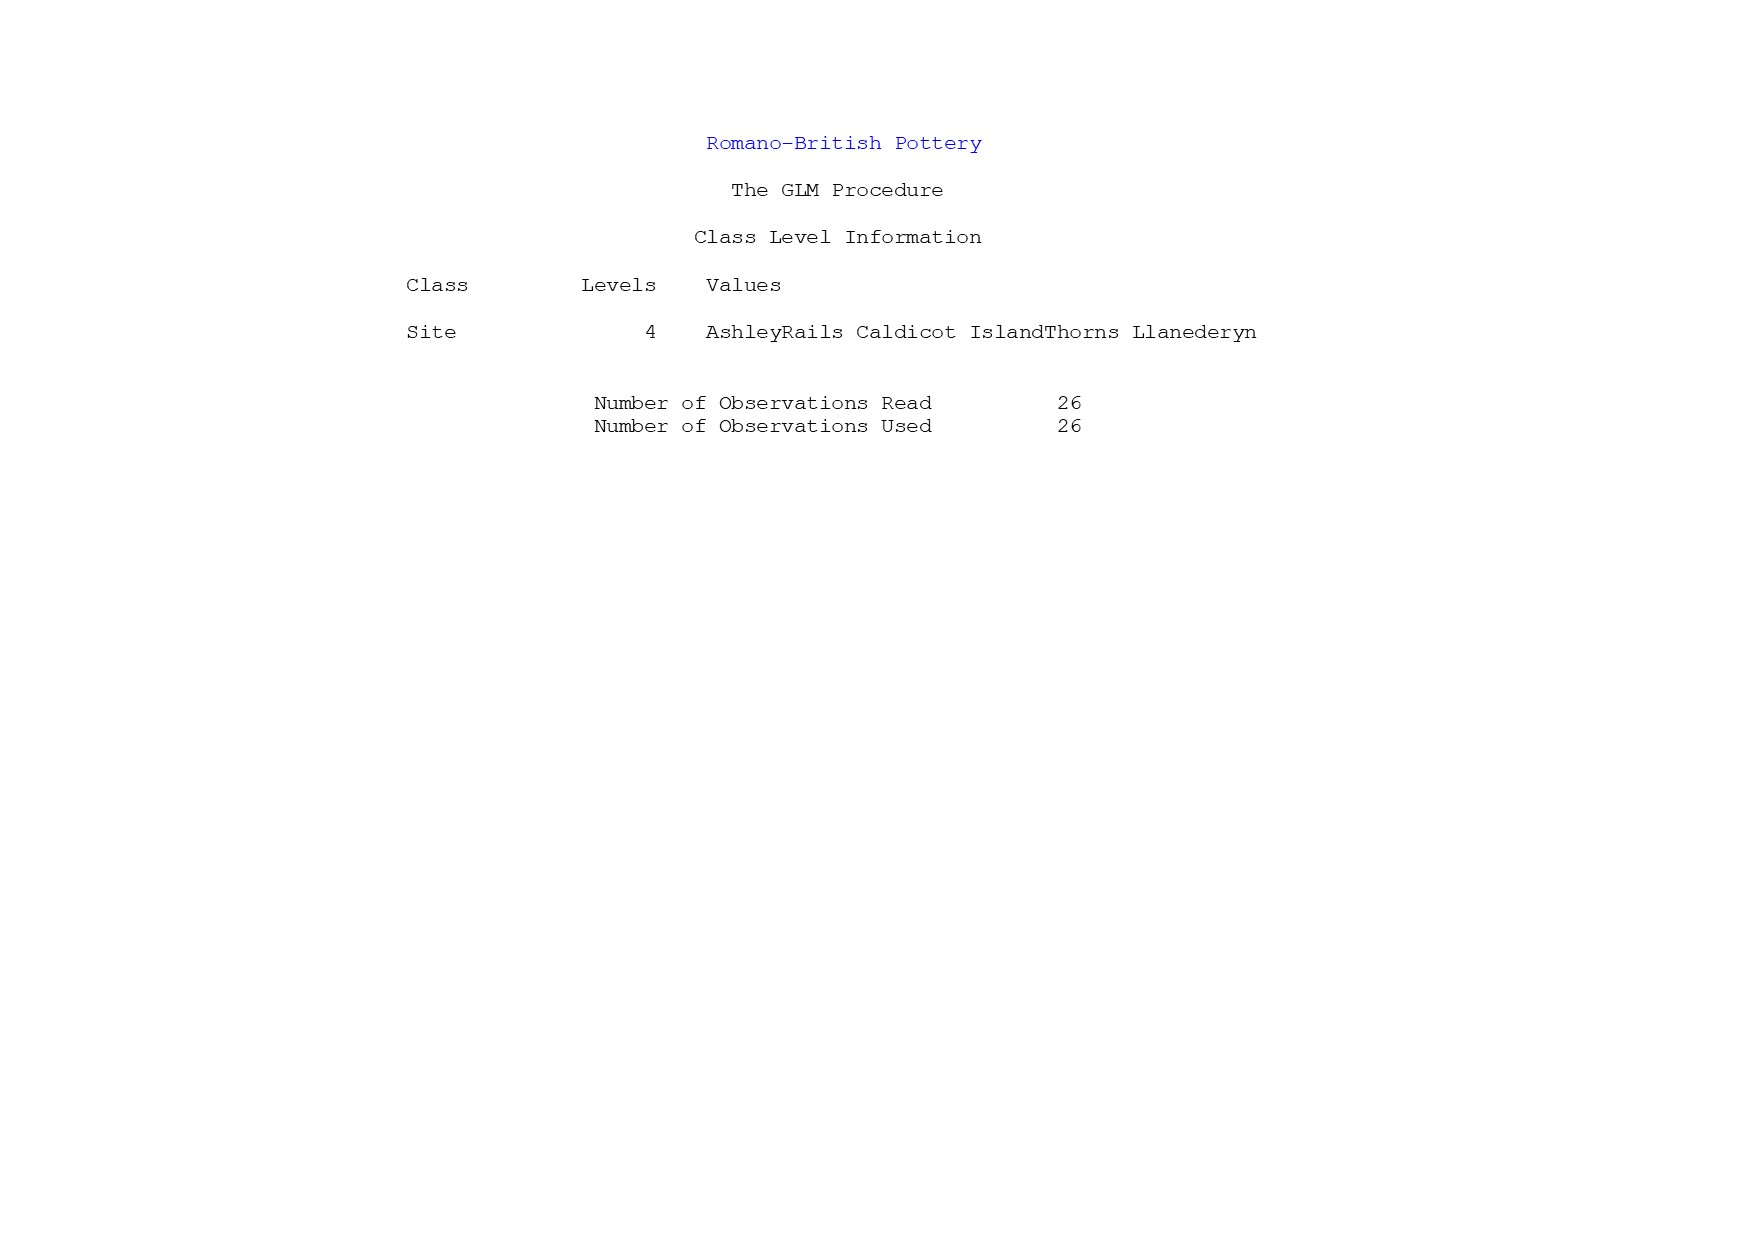 Romano-British Pottery
The GLM Procedure
Class Level Information
Class Levels Values
Site 4 AshleyRails Caldicot IslandThorns Llanederyn
Number of Observations Read 26
Number of Observations Used 26